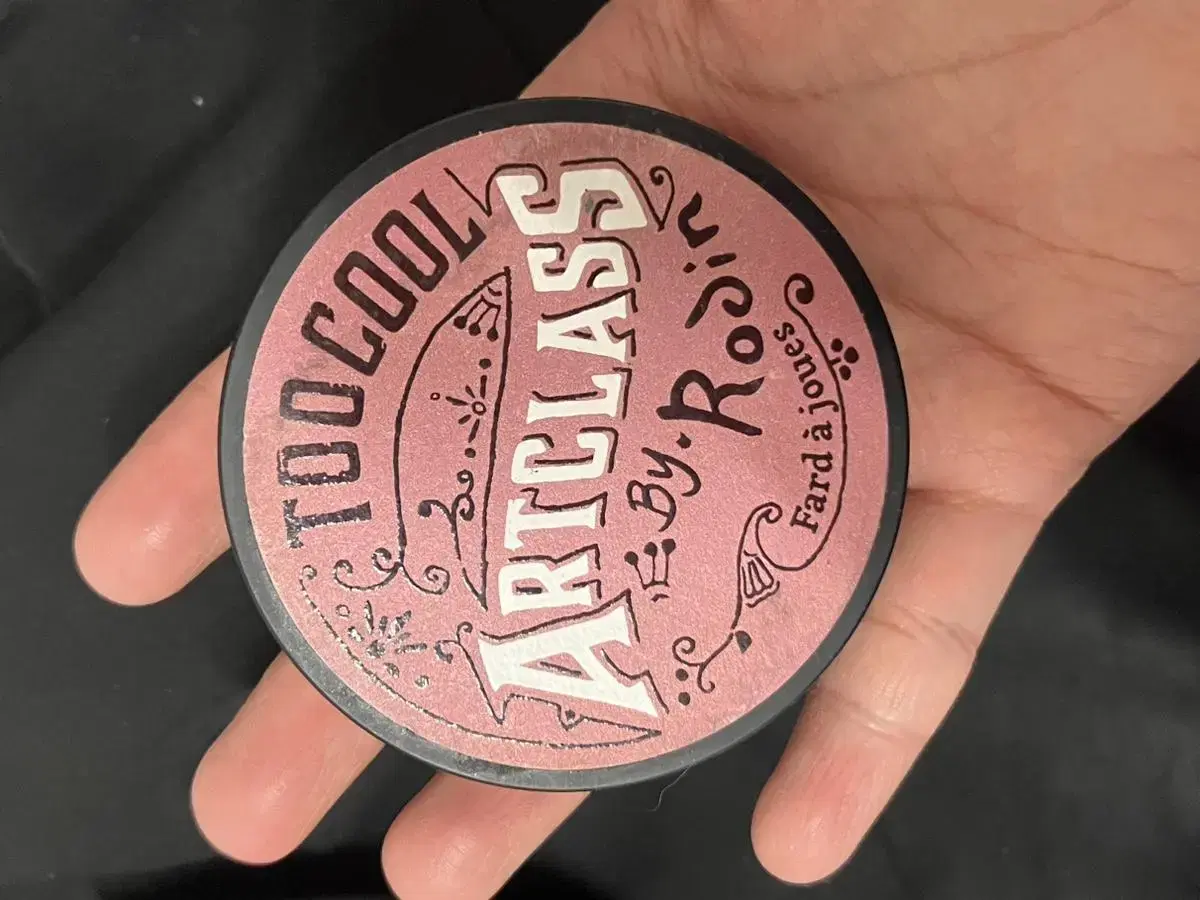 TOO COOL
ARTCLASS
By. Rodin
Fard à joues